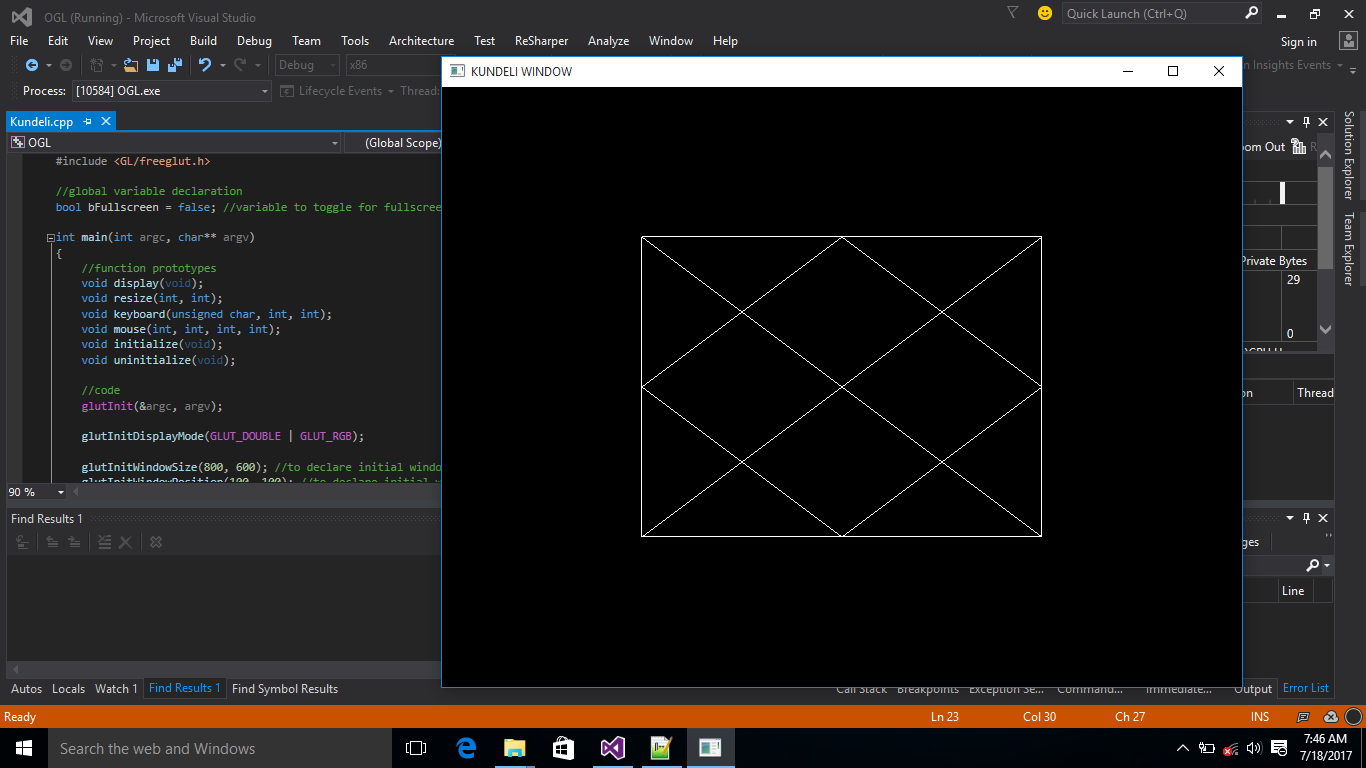 OGL (Running) - Microsoft Visual Studio
Quick Launch (Ctrl+Q)
File Edit View Project Build Debug Team Tools Architecture Test ReSharper Analyze Window Help
Sign in
Debug x86
Insights Events
Process: [10584] OGL.exe Lifecycle Events Thread:
KUNDELI WINDOW
Kundeli.cpp
OGL (Global Scope)
#include <GL/freeglut.h>
//global variable declaration
bool bFullscreen = false; //variable to toggle for fullscree
int main(int argc, char** argv)
{
//function prototypes
void display(void);
void resize(int, int);
void keyboard(unsigned char, int, int);
void mouse(int, int, int, int);
void initialize(void);
void uninitialize(void);
//code
glutInit(&argc, argv);
glutInitDisplayMode(GLUT_DOUBLE | GLUT_RGB);
glutInitWindowSize(800, 600); //to declare initial windo
glutInitWindowPosition(100, 100); //to declare initial w
90 %
oom Out R
Private Bytes
29
0
Thread
Solution Explorer
Team Explorer
Find Results 1
ges
Line
Autos Locals Watch 1 Find Results 1 Find Symbol Results Call Stack Breakpoints Exception Se... Command... Immediate... Output Error List
Ready Ln 23 Col 30 Ch 27 INS
Search the web and Windows
7:46 AM
7/18/2017